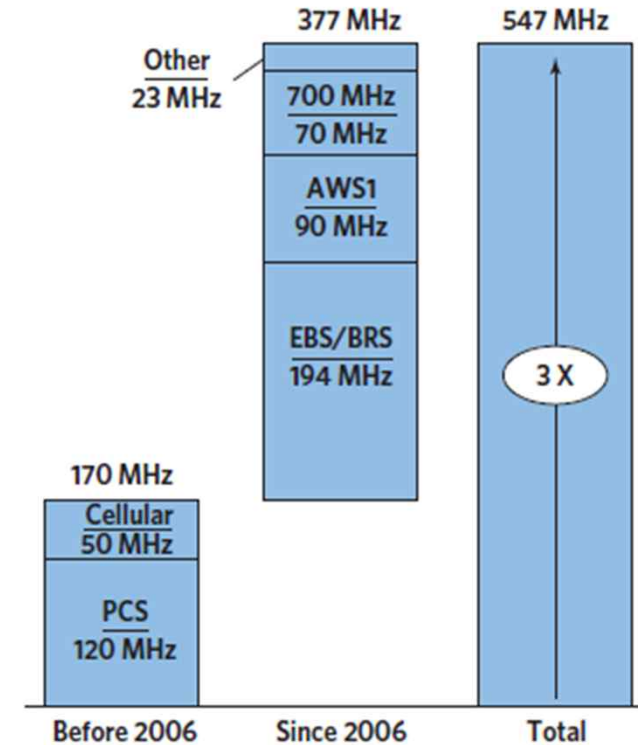 377 MHz
547 MHz
Other
23 MHz
700 MHz
70 MHz
AWS1
90 MHz
EBS/BRS
194 MHz
3 X
170 MHz
Cellular
50 MHz
PCS
120 MHz
Before 2006
Since 2006
Total